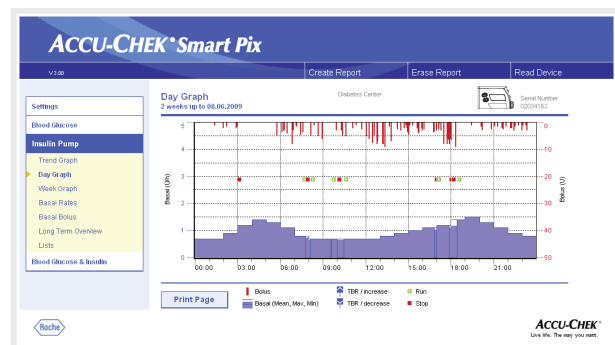 ACCU-CHEK® Smart Pix
V 3.00
Create Report
Erase Report
Read Device
Settings
Blood Glucose
Insulin Pump
Trend Graph
Day Graph
Week Graph
Basal Rates
Basal Bolus
Long Term Overview
Lists
Blood Glucose & Insulin
Day Graph
2 weeks up to 08.06.2009
Diabetes Center
Serial Number
02034182
Basal (U/h)
5
4
3
2
1
0
Bolus (U)
0
-10
-20
-30
-40
-50
00:00 03:00 06:00 09:00 12:00 15:00 18:00 21:00
Print Page
Bolus
Basal (Mean, Max, Min)
TBR / increase
TBR / decrease
Run
Stop
Roche
ACCU-CHEK®
Live life. The way you want.